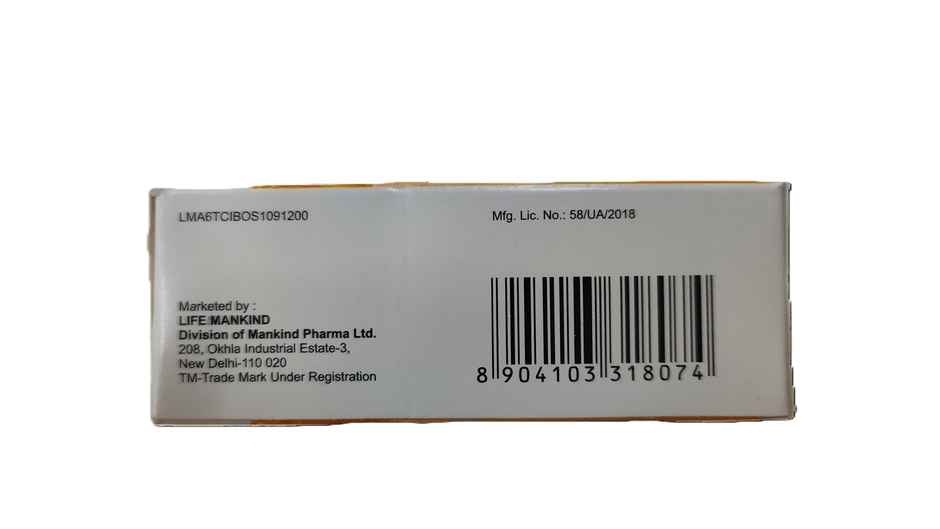 LMA6TCIBOS1091200
Mfg. Lic. No.: 58/UA/2018
Marketed by :
LIFE MANKIND
Division of Mankind Pharma Ltd.
208, Okhla Industrial Estate-3,
New Delhi-110 020
TM-Trade Mark Under Registration
8 904103 318074